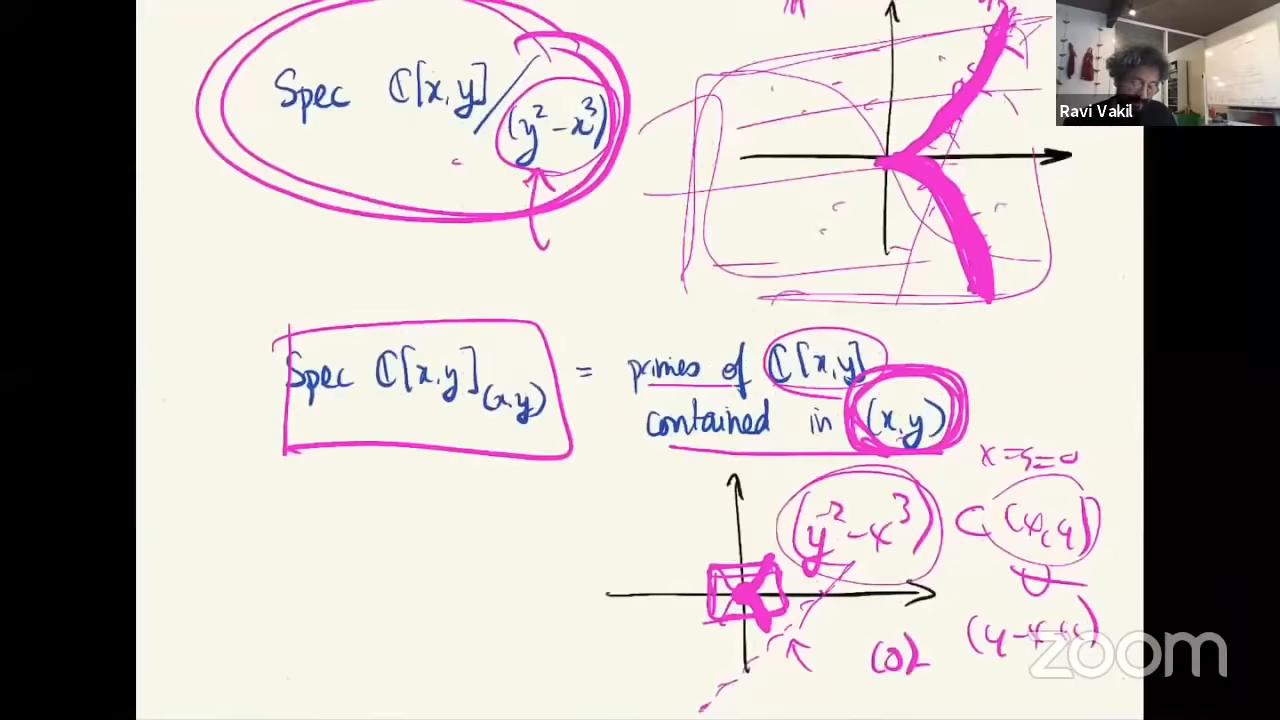 Spec ℂ[x,y]/(y² - x³)
Ravi Vakil
Spec ℂ[x,y]₍ₓ,ᵧ₎ = primes of ℂ[x,y]
contained in (x,y)
x=y=0
(y² - x³) ⊂ (x,y)
(0)
zoom